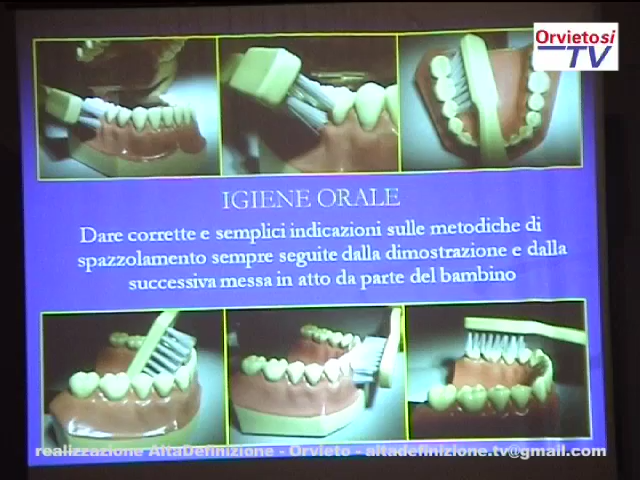 Orvietosi
TV
IGIENE ORALE
Dare corrette e semplici indicazioni sulle metodiche di
spazzolamento sempre seguite dalla dimostrazione e dalla
successiva messa in atto da parte del bambino
realizzazione AltaDefinizione - Orvieto - altadefinizione.tv@gmail.com